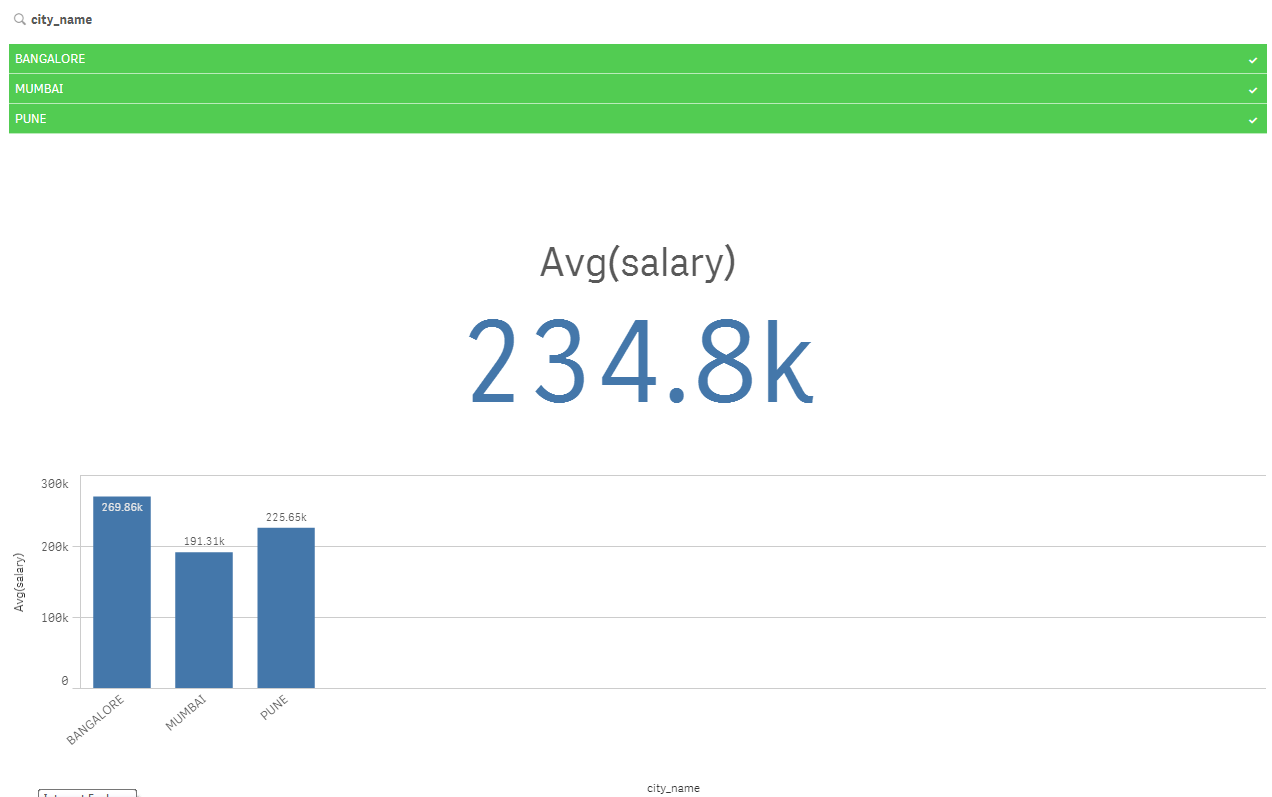 city_name
BANGALORE
MUMBAI
PUNE
Avg(salary)
234.8k
300k
200k
100k
0
Avg(salary)
269.86k
191.31k
225.65k
BANGALORE
MUMBAI
PUNE
city_name